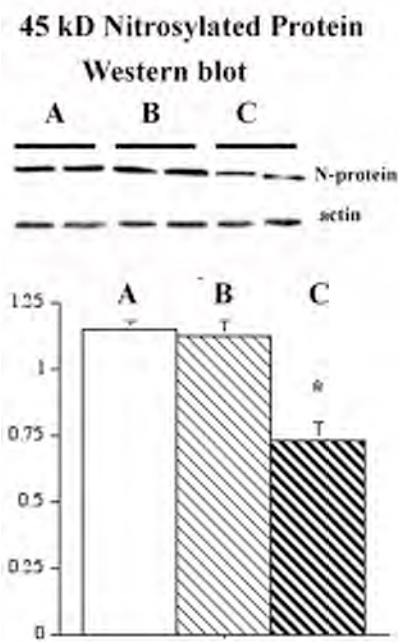 45 kD Nitrosylated Protein
Western blot
A B C
N-protein
actin
A B C
1.25
1
*
0.75
0.5
0.25
0